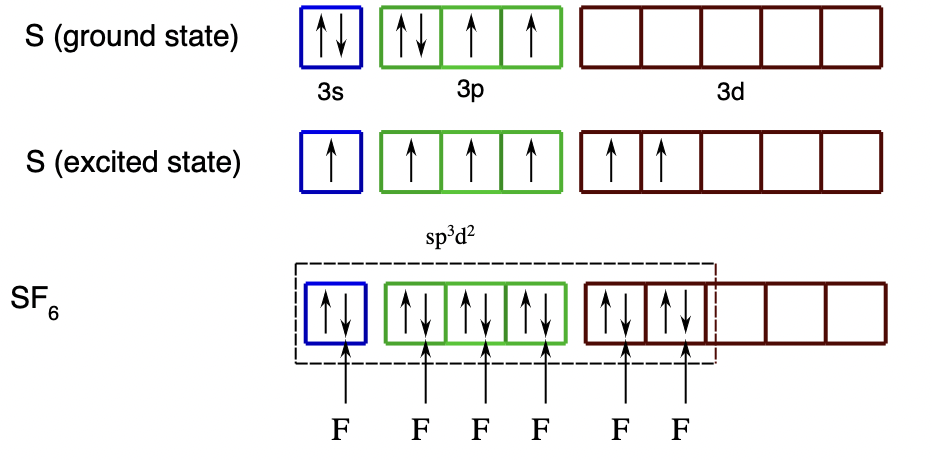 S (ground state)
3s 3p 3d
S (excited state)
sp³d²
SF₆
F F F F F F